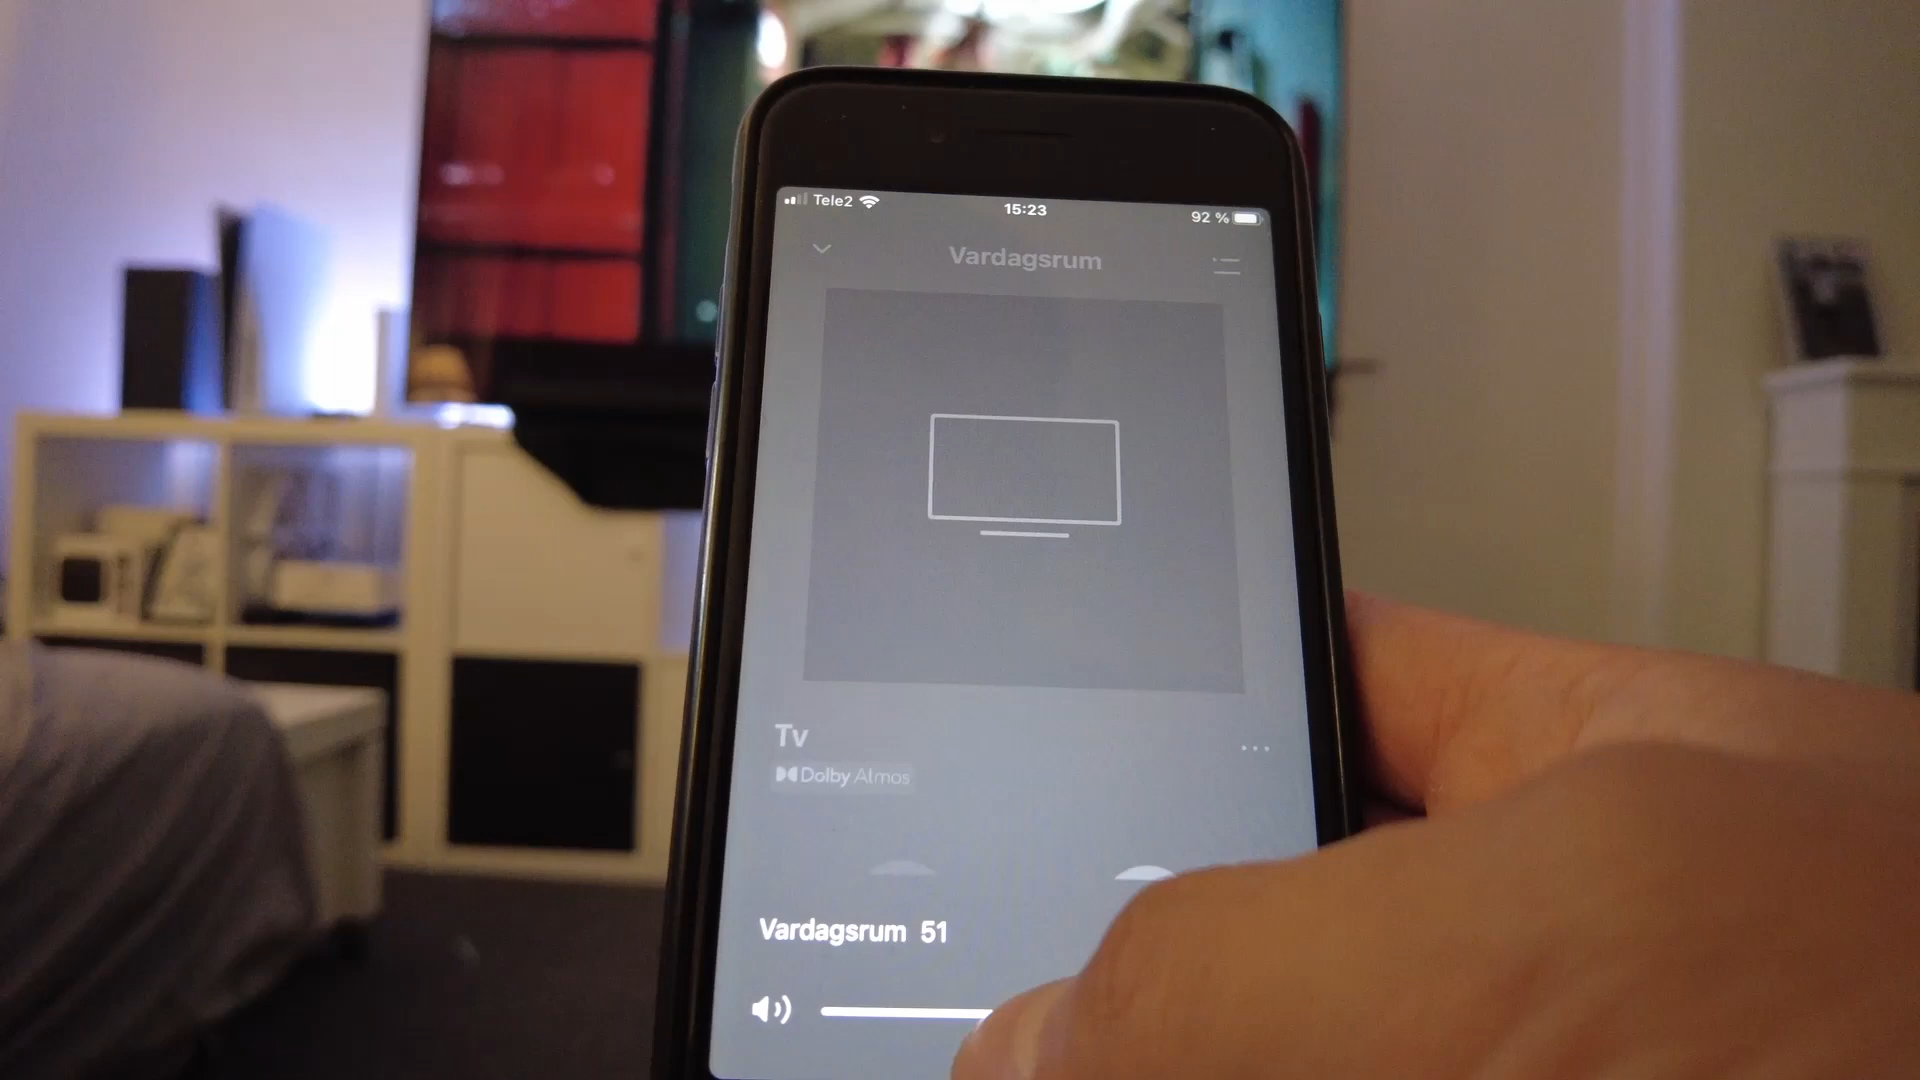 Tele2 15:23 92 %
Vardagsrum
Tv
Dolby Atmos
Vardagsrum 51